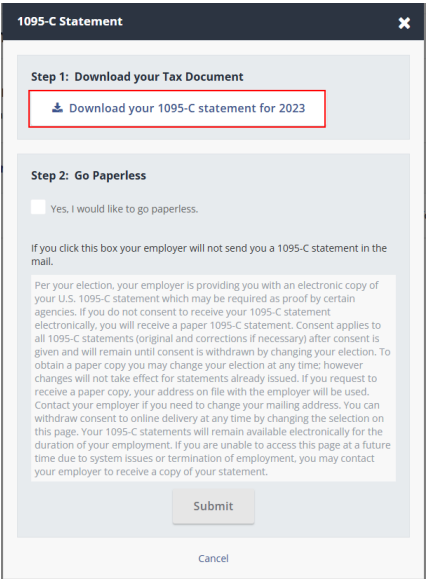 1095-C Statement
Step 1: Download your Tax Document
Download your 1095-C statement for 2023
Step 2: Go Paperless
Yes, I would like to go paperless.
If you click this box your employer will not send you a 1095-C statement in the
mail.
Per your election, your employer is providing you with an electronic copy of
your U.S. 1095-C statement which may be required as proof by certain
agencies. If you do not consent to receive your 1095-C statement
electronically, you will receive a paper 1095-C statement. Consent applies to
all 1095-C statements (original and corrections if necessary) after consent is
given and will remain until consent is withdrawn by changing your election. To
obtain a paper copy you may change your election at any time; however
changes will not take effect for statements already issued. If you request to
receive a paper copy, your address on file with the employer will be used.
Contact your employer if you need to change your mailing address. You can
withdraw consent to online delivery at any time by changing the selection on
this page. Your 1095-C statements will remain available electronically for the
duration of your employment. If you are unable to access this page at a future
time due to system issues or termination of employment, you may contact
your employer to receive a copy of your statement.
Submit
Cancel